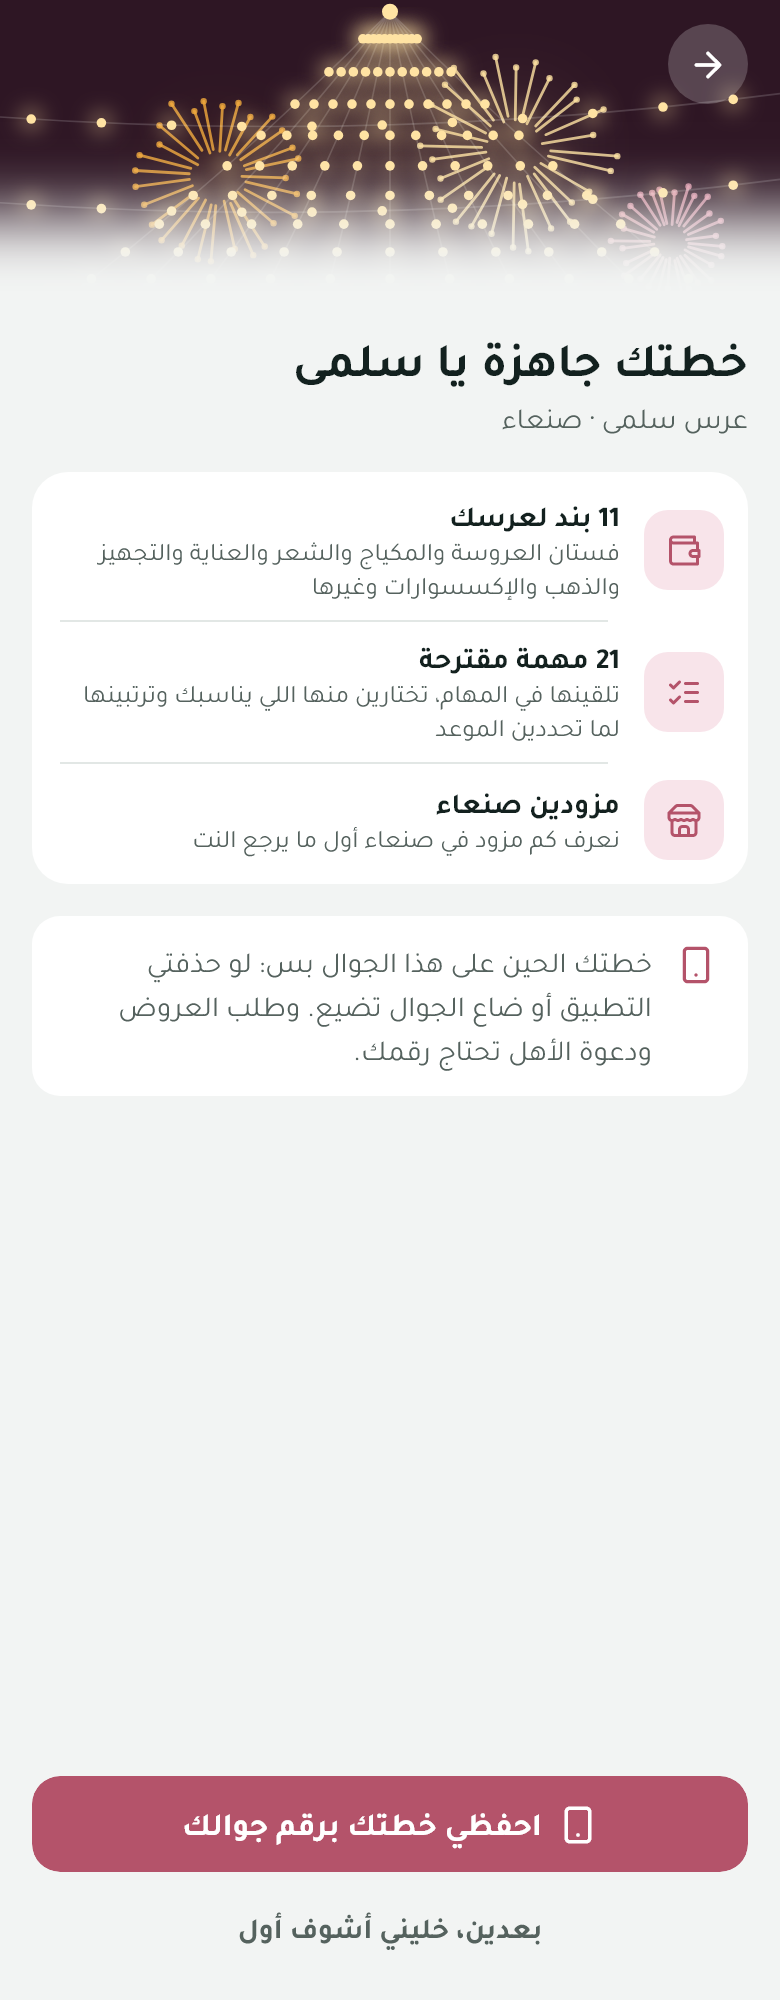 خطتك جاهزة يا سلمى
عرس سلمى · صنعاء
11 بند لعرسك
فستان العروسة والمكياج والشعر والعناية والتجهيز
والذهب والإكسسوارات وغيرها
21 مهمة مقترحة
تلقينها في المهام، تختارين منها اللي يناسبك وترتبينها
لما تحددين الموعد
مزودين صنعاء
نعرف كم مزود في صنعاء أول ما يرجع النت
خطتك الحين على هذا الجوال بس: لو حذفتي
التطبيق أو ضاع الجوال تضيع. وطلب العروض
ودعوة الأهل تحتاج رقمك.
احفظي خطتك برقم جوالك
بعدين، خليني أشوف أول